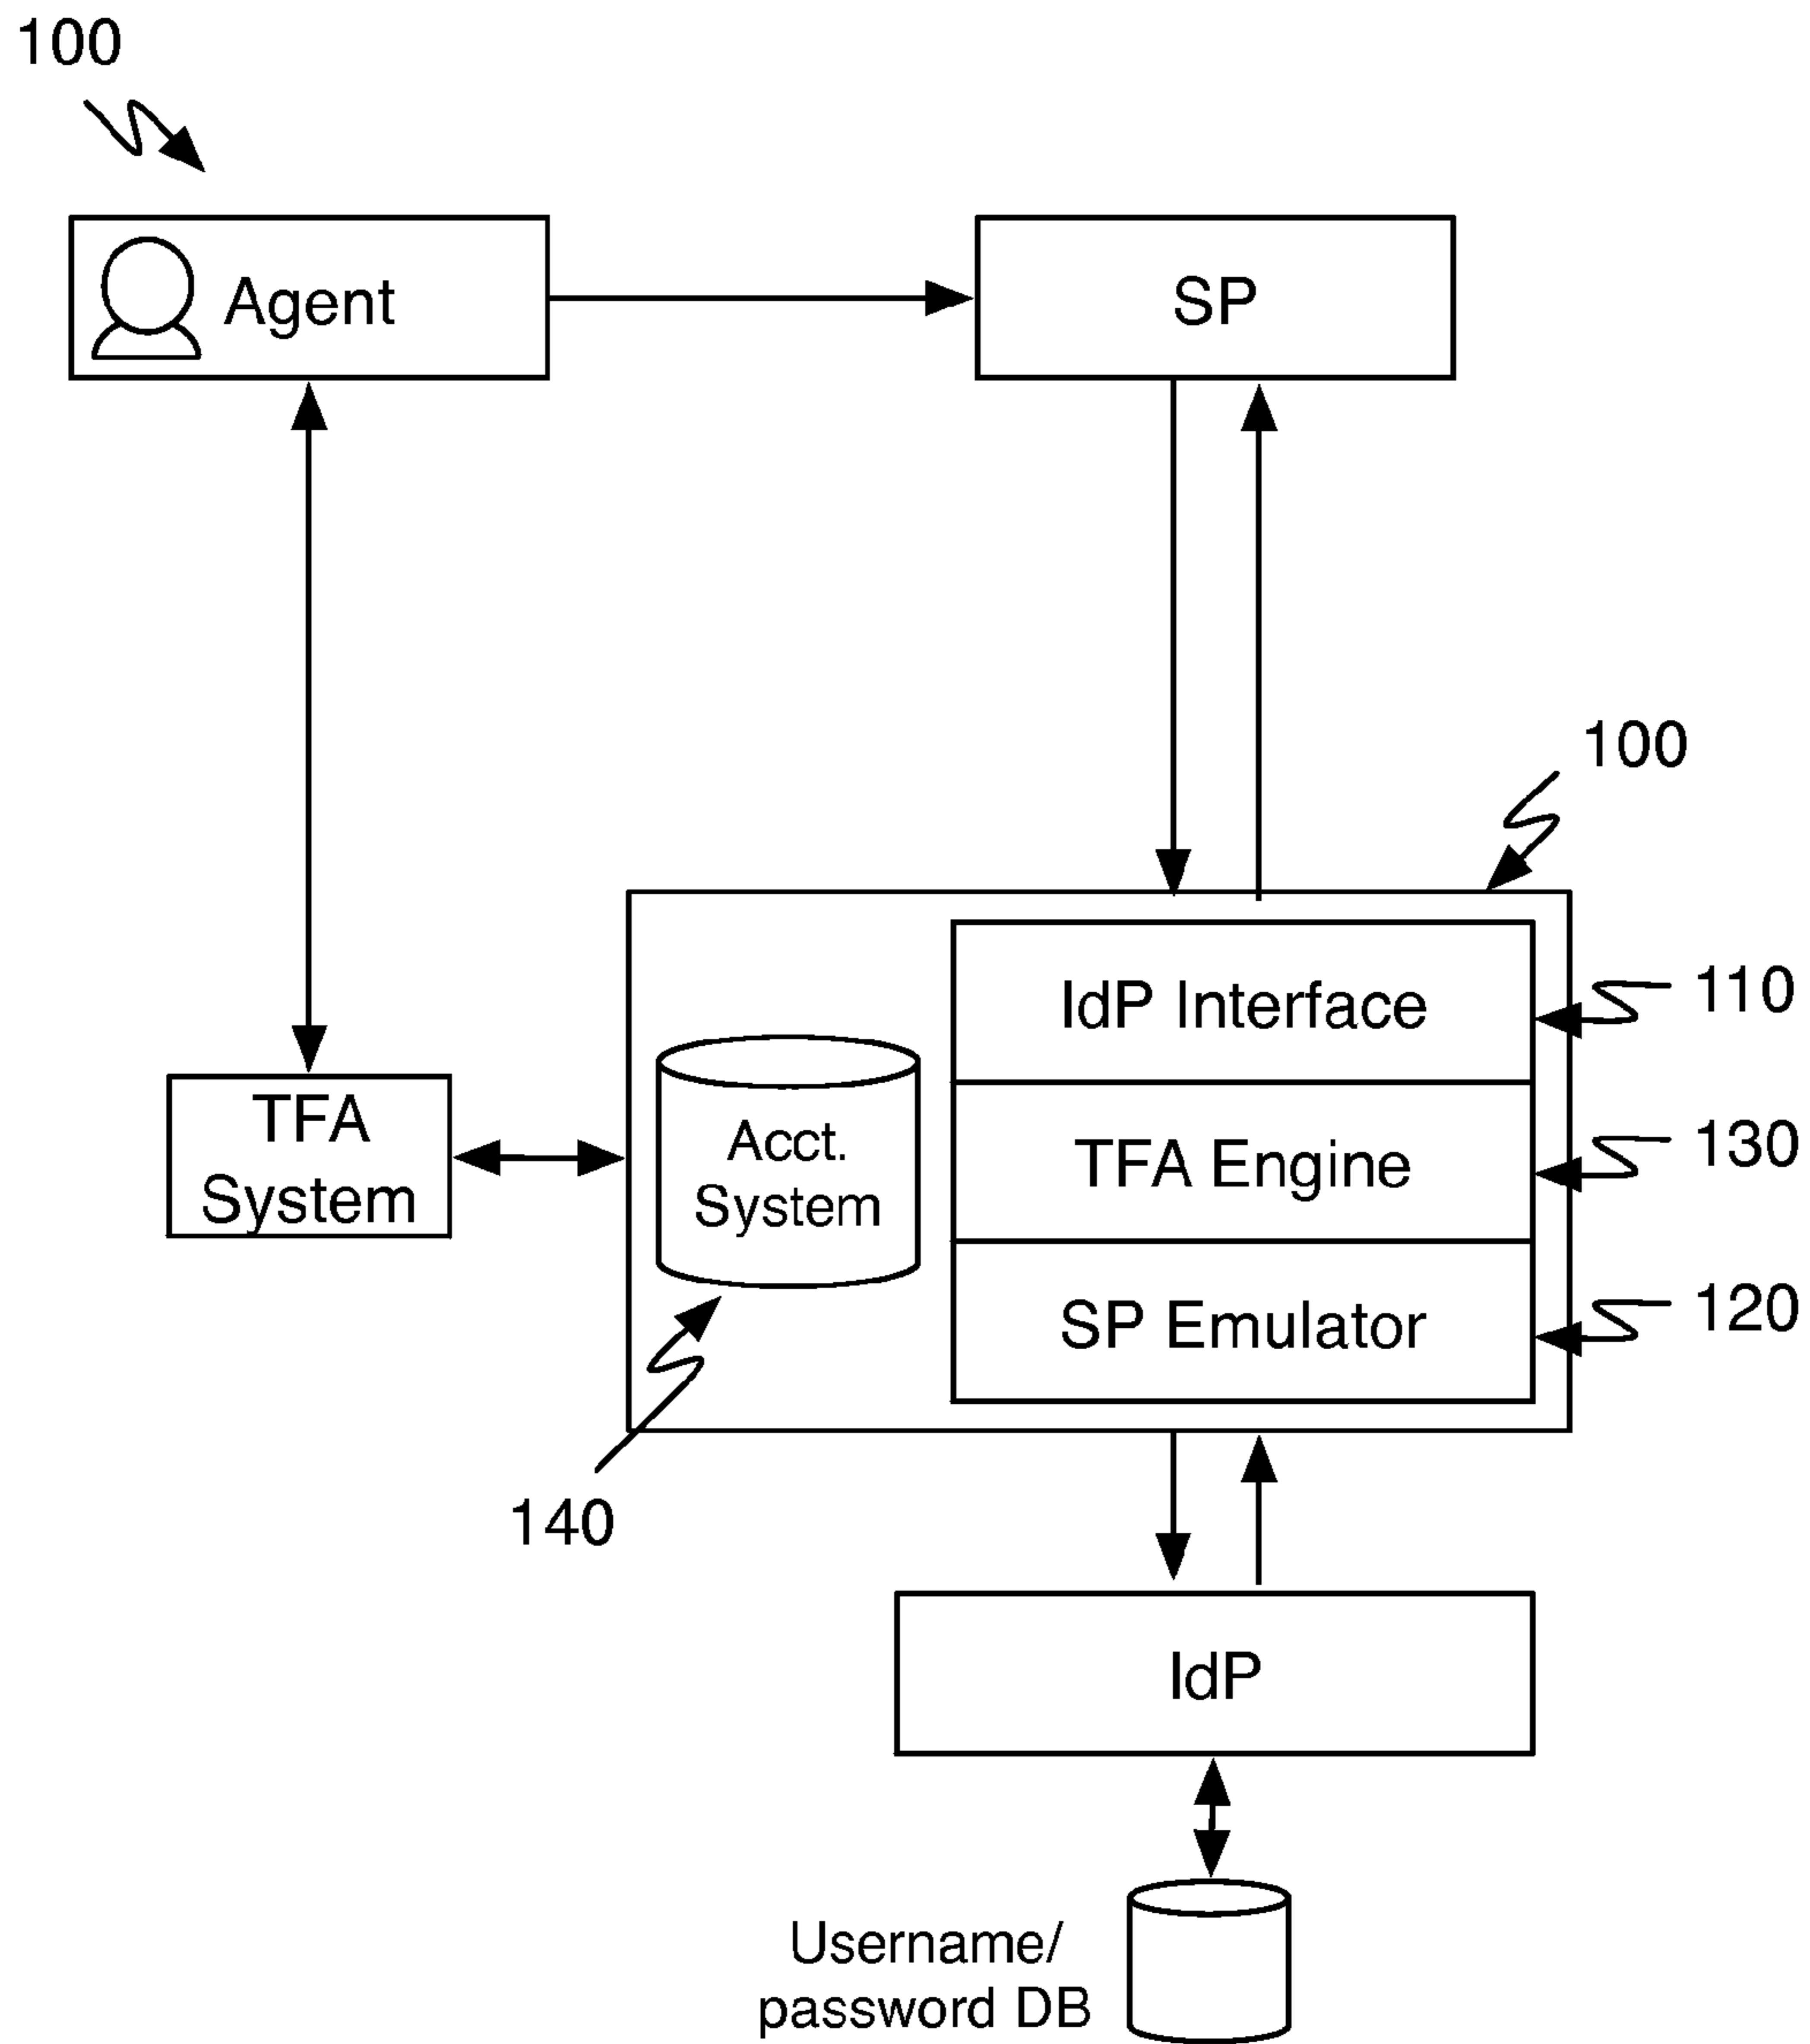 100
Agent
SP
100
IdP Interface
110
TFA
System
Acct.
System
TFA Engine
130
SP Emulator
120
140
IdP
Username/
password DB